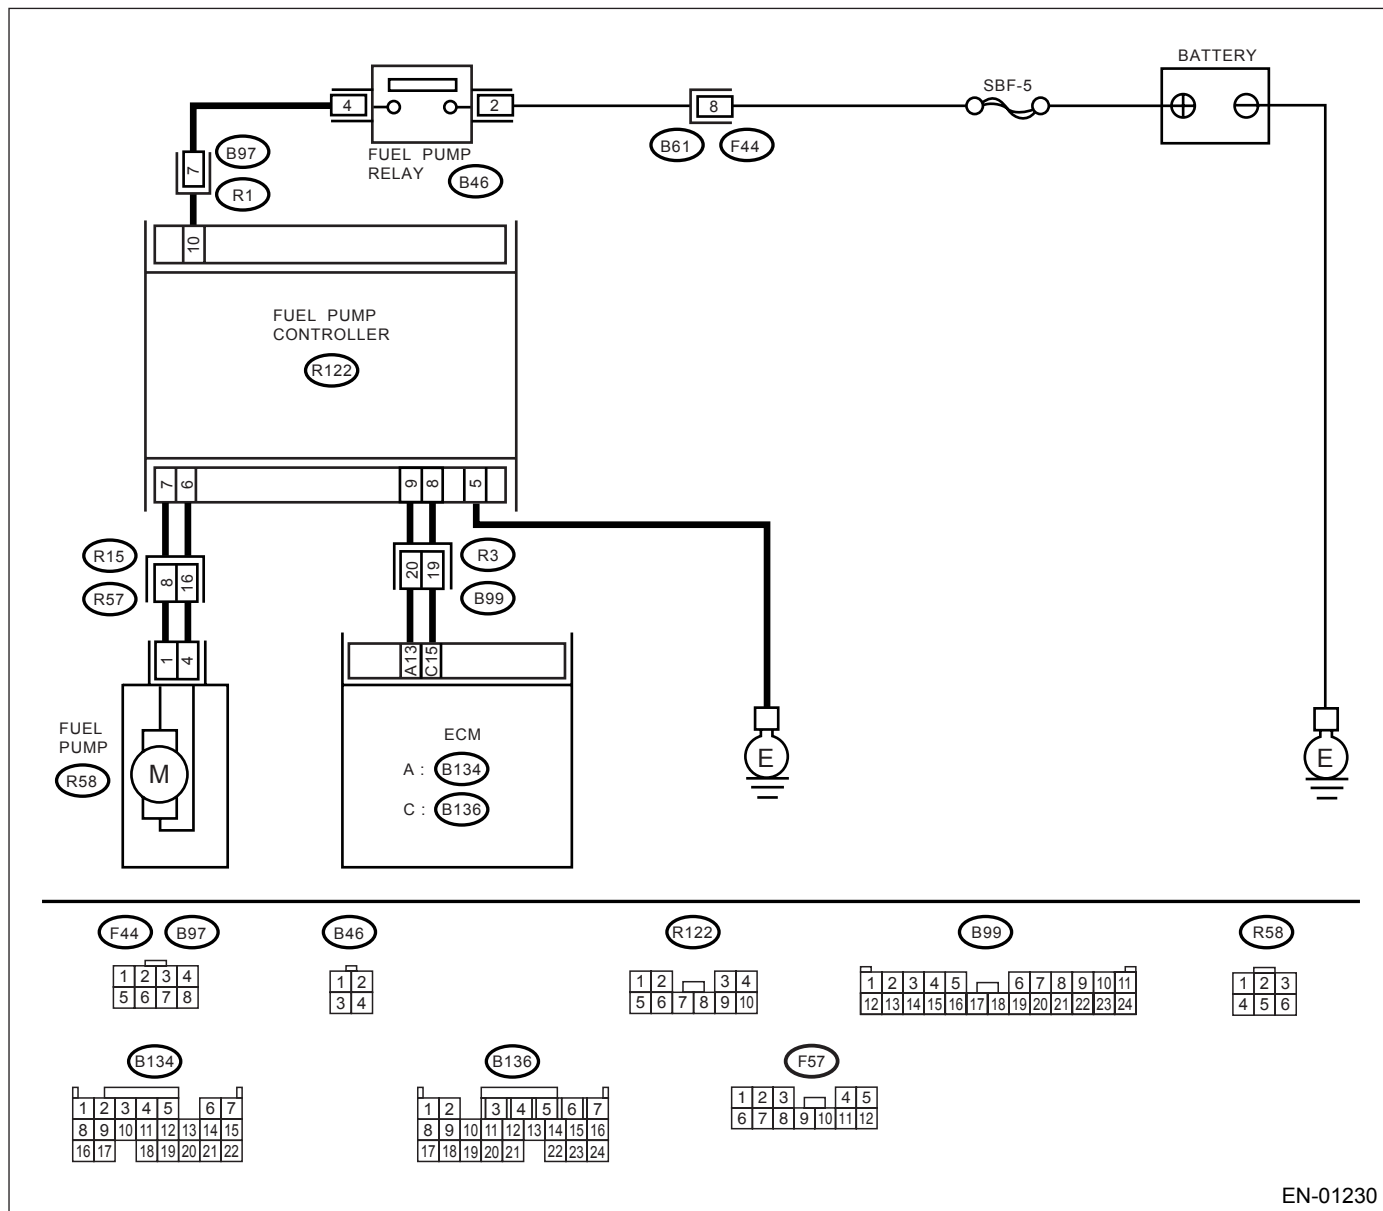 BATTERY
SBF-5
4
2
8
FUEL PUMP
RELAY
B46
B61 F44
7
B97
R1
10
FUEL PUMP
CONTROLLER
R122
7 6 9 8 5
R15
R57
8 16
20 19
R3
B99
1 4
A13 C15
FUEL
PUMP
R58
M
ECM
A : B134
C : B136
E
E
F44 B97 B46 R122 B99 R58
1 2 3 4
5 6 7 8
1 2
3 4
1 2 3 4
5 6 7 8 9 10
1 2 3 4 5 6 7 8 9 10 11
12 13 14 15 16 17 18 19 20 21 22 23 24
1 2 3
4 5 6
B134 B136 F57
1 2 3 4 5 6 7
8 9 10 11 12 13 14 15
16 17 18 19 20 21 22
1 2 3 4 5 6 7
8 9 10 11 12 13 14 15 16
17 18 19 20 21 22 23 24
1 2 3 4 5
6 7 8 9 10 11 12
EN-01230